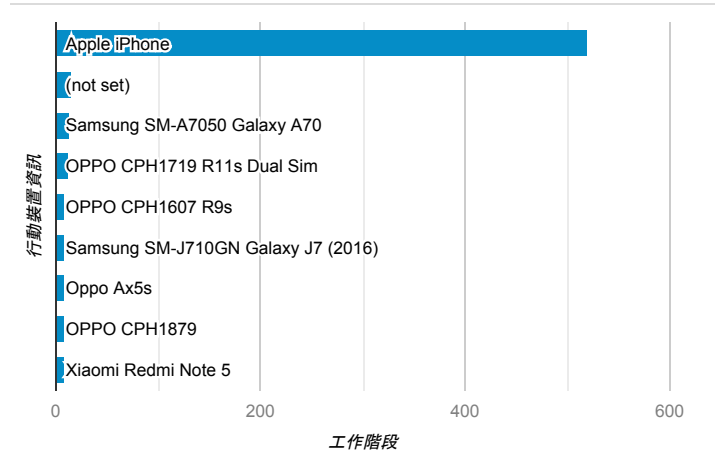 Apple iPhone
(not set)
Samsung SM-A7050 Galaxy A70
OPPO CPH1719 R11s Dual Sim
OPPO CPH1607 R9s
Samsung SM-J710GN Galaxy J7 (2016)
Oppo Ax5s
OPPO CPH1879
Xiaomi Redmi Note 5
行動裝置資訊
0 200 400 600
工作階段